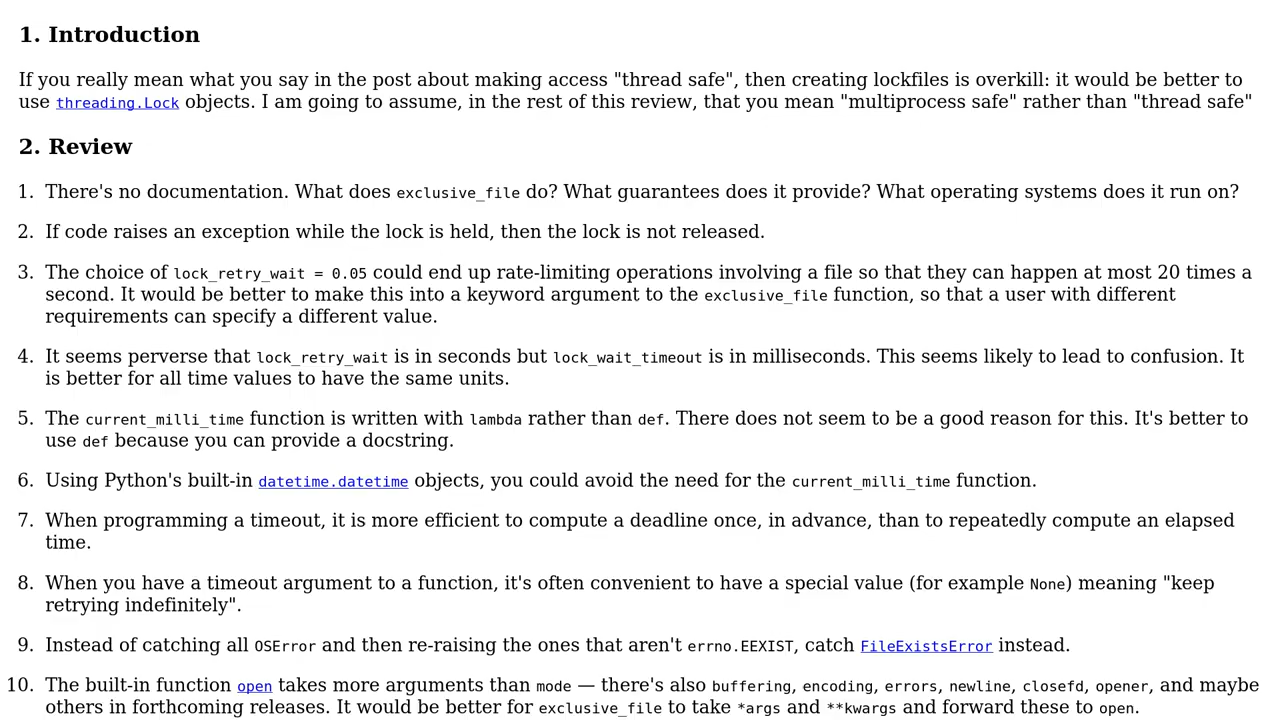 1. Introduction
If you really mean what you say in the post about making access "thread safe", then creating lockfiles is overkill: it would be better to
use threading.Lock objects. I am going to assume, in the rest of this review, that you mean "multiprocess safe" rather than "thread safe"
2. Review
1. There's no documentation. What does exclusive_file do? What guarantees does it provide? What operating systems does it run on?
2. If code raises an exception while the lock is held, then the lock is not released.
3. The choice of lock_retry_wait = 0.05 could end up rate-limiting operations involving a file so that they can happen at most 20 times a
second. It would be better to make this into a keyword argument to the exclusive_file function, so that a user with different
requirements can specify a different value.
4. It seems perverse that lock_retry_wait is in seconds but lock_wait_timeout is in milliseconds. This seems likely to lead to confusion. It
is better for all time values to have the same units.
5. The current_milli_time function is written with lambda rather than def. There does not seem to be a good reason for this. It's better to
use def because you can provide a docstring.
6. Using Python's built-in datetime.datetime objects, you could avoid the need for the current_milli_time function.
7. When programming a timeout, it is more efficient to compute a deadline once, in advance, than to repeatedly compute an elapsed
time.
8. When you have a timeout argument to a function, it's often convenient to have a special value (for example None) meaning "keep
retrying indefinitely".
9. Instead of catching all OSError and then re-raising the ones that aren't errno.EEXIST, catch FileExistsError instead.
10. The built-in function open takes more arguments than mode — there's also buffering, encoding, errors, newline, closefd, opener, and maybe
others in forthcoming releases. It would be better for exclusive_file to take *args and **kwargs and forward these to open.